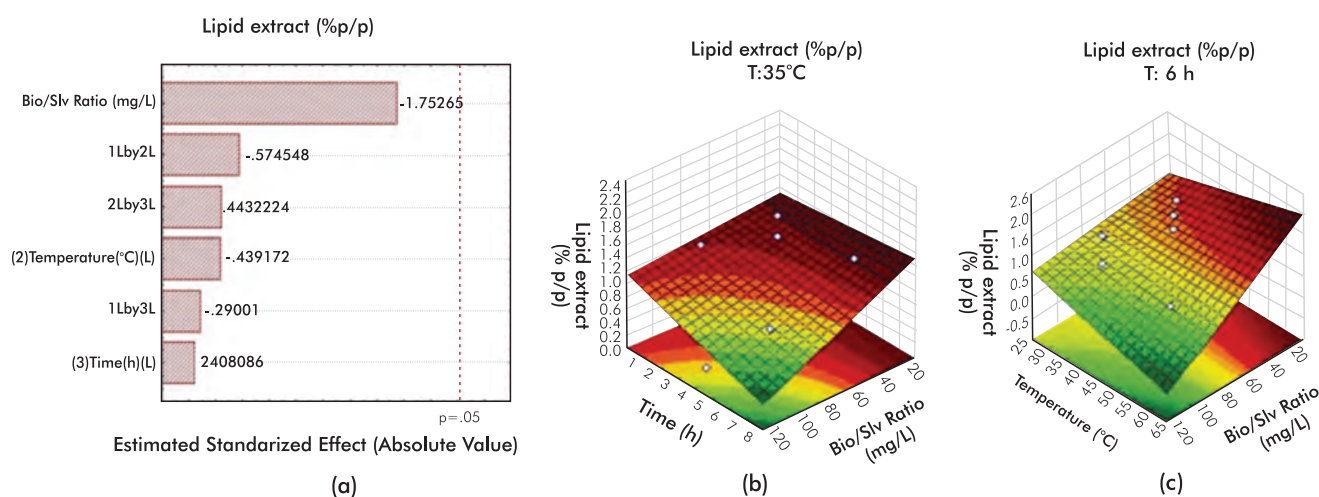 Lipid extract (%p/p)
Bio/Slv Ratio (mg/L)
-1.75265
1Lby2L
-.574548
2Lby3L
.4432224
(2)Temperature(°C)(L)
-.439172
1Lby3L
-.29001
(3)Time(h)(L)
2408086
p=.05
Estimated Standarized Effect (Absolute Value)
(a)
Lipid extract (%p/p)
T:35°C
2.4
2.2
2.0
1.8
1.6
1.4
1.2
1.0
0.8
0.6
0.4
0.2
0.0
Lipid extract
(% p/p)
1
2
3
4
5
6
7
8
Time (h)
120
100
80
60
40
20
Bio/Slv Ratio
(mg/L)
(b)
Lipid extract (%p/p)
T: 6 h
2.6
2.0
1.6
1.0
0.5
0.0
-0.5
Lipid extract
(% p/p)
25
30
35
40
45
50
55
60
65
Temperature (°C)
120
100
80
60
40
20
Bio/Slv Ratio
(mg/L)
(c)